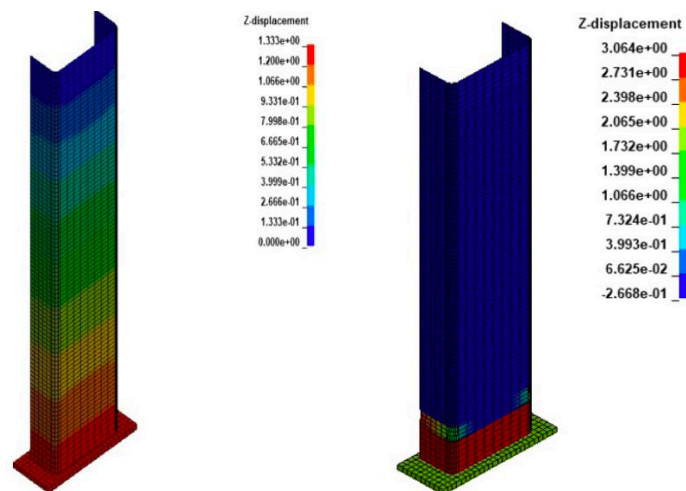 Z-displacement
1.333e+00
1.200e+00
1.066e+00
9.331e-01
7.998e-01
6.665e-01
5.332e-01
3.999e-01
2.666e-01
1.333e-01
0.000e+00
Z-displacement
3.064e+00
2.731e+00
2.398e+00
2.065e+00
1.732e+00
1.399e+00
1.066e+00
7.324e-01
3.993e-01
6.625e-02
-2.668e-01